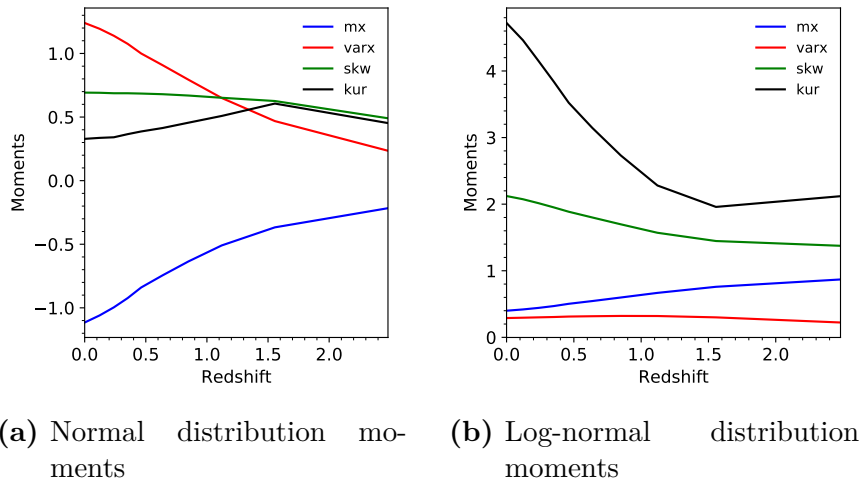 mx
varx
skw
kur
1.0
0.5
0.0
−0.5
−1.0
Moments
0.0 0.5 1.0 1.5 2.0
Redshift
mx
varx
skw
kur
4
3
2
1
0
Moments
0.0 0.5 1.0 1.5 2.0
Redshift
(a) Normal distribution mo-
ments
(b) Log-normal distribution
moments